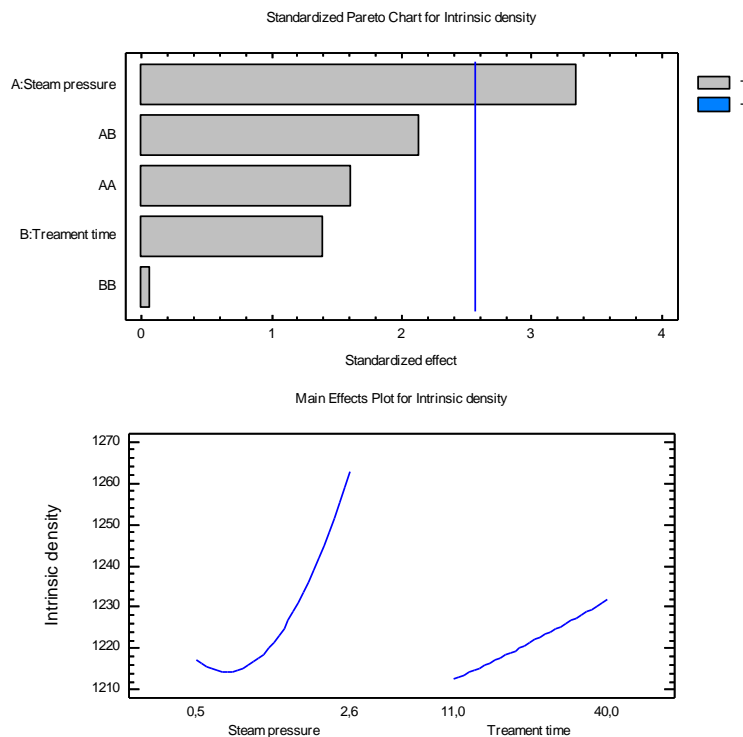 Standardized Pareto Chart for Intrinsic density
A:Steam pressure
AB
AA
B:Treament time
BB
0 1 2 3 4
Standardized effect
Main Effects Plot for Intrinsic density
Intrinsic density
1270
1260
1250
1240
1230
1220
1210
0,5 2,6 11,0 40,0
Steam pressure Treament time